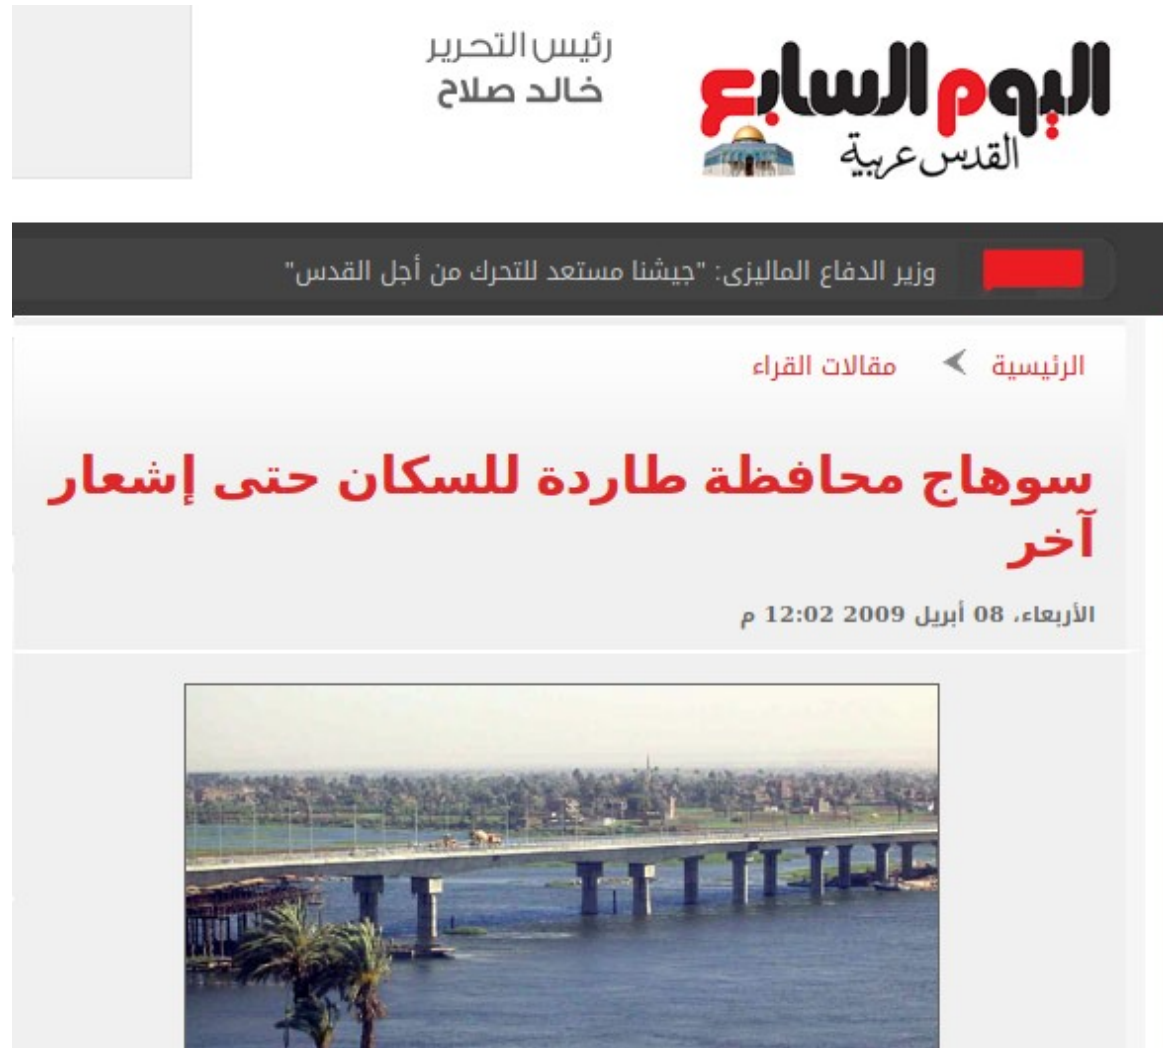 اليوم السابع
القدس عربية
رئيس التحرير
خالد صلاح
وزير الدفاع الماليزى: "جيشنا مستعد للتحرك من أجل القدس"
الرئيسية
مقالات القراء
سوهاج محافظة طاردة للسكان حتى إشعار
آخر
الأربعاء، 08 أبريل 2009 12:02 م